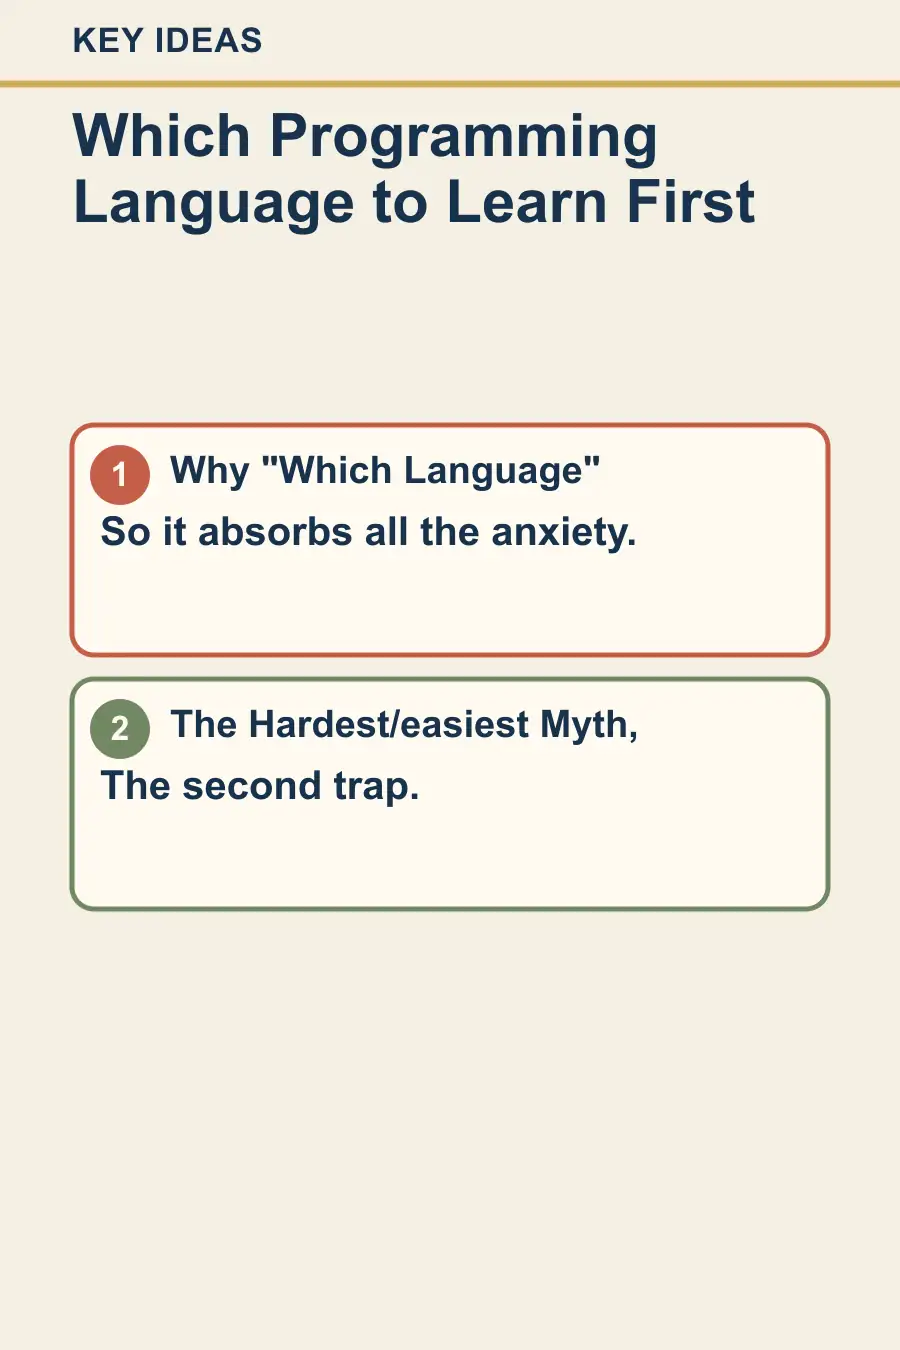 KEY IDEAS
Which Programming
Language to Learn First
1 Why "Which Language"
So it absorbs all the anxiety.
2 The Hardest/easiest Myth,
The second trap.